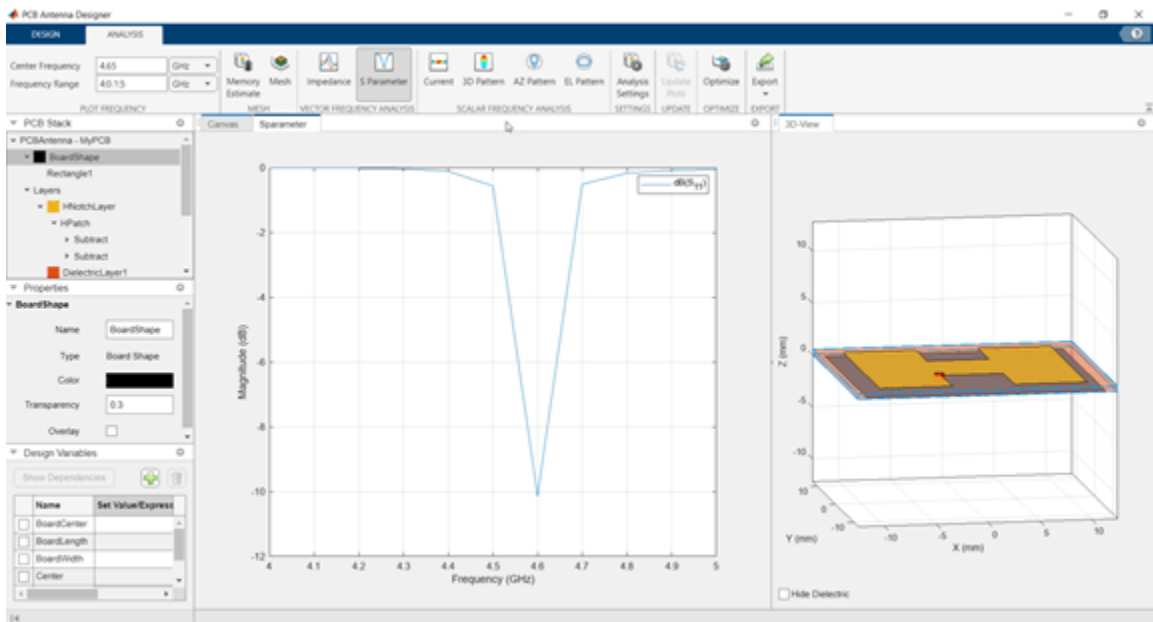 PCB Antenna Designer
DESIGN ANALYSIS
Center Frequency 4.65 GHz
Frequency Range 4:0.1:5 GHz
PLOT FREQUENCY
Memory Estimate
Mesh
MESH
Impedance
S Parameter
VECTOR FREQUENCY ANALYSIS
Current
3D Pattern
AZ Pattern
EL Pattern
SCALAR FREQUENCY ANALYSIS
Analysis Settings
SETTINGS
Update Plots
UPDATE
Optimize
OPTIMIZE
Export
EXPORT
PCB Stack
PCBAntenna - MyPCB
BoardShape
Rectangle1
Layers
HNotchLayer
HPatch
Subtract
Subtract
DielectricLayer1
Properties
BoardShape
Name BoardShape
Type Board Shape
Color
Transparency 0.3
Overlay
Design Variables
Show Dependencies
Name Set Value/Express
BoardCenter
BoardLength
BoardWidth
Center
Canvas Sparameter
dB(S11)
0
-2
-4
-6
-8
-10
-12
Magnitude (dB)
4 4.1 4.2 4.3 4.4 4.5 4.6 4.7 4.8 4.9 5
Frequency (GHz)
3D-View
10
5
0
-5
-10
Z (mm)
10
0
-10
Y (mm)
-10 -5 0 5 10
X (mm)
Hide Dielectric